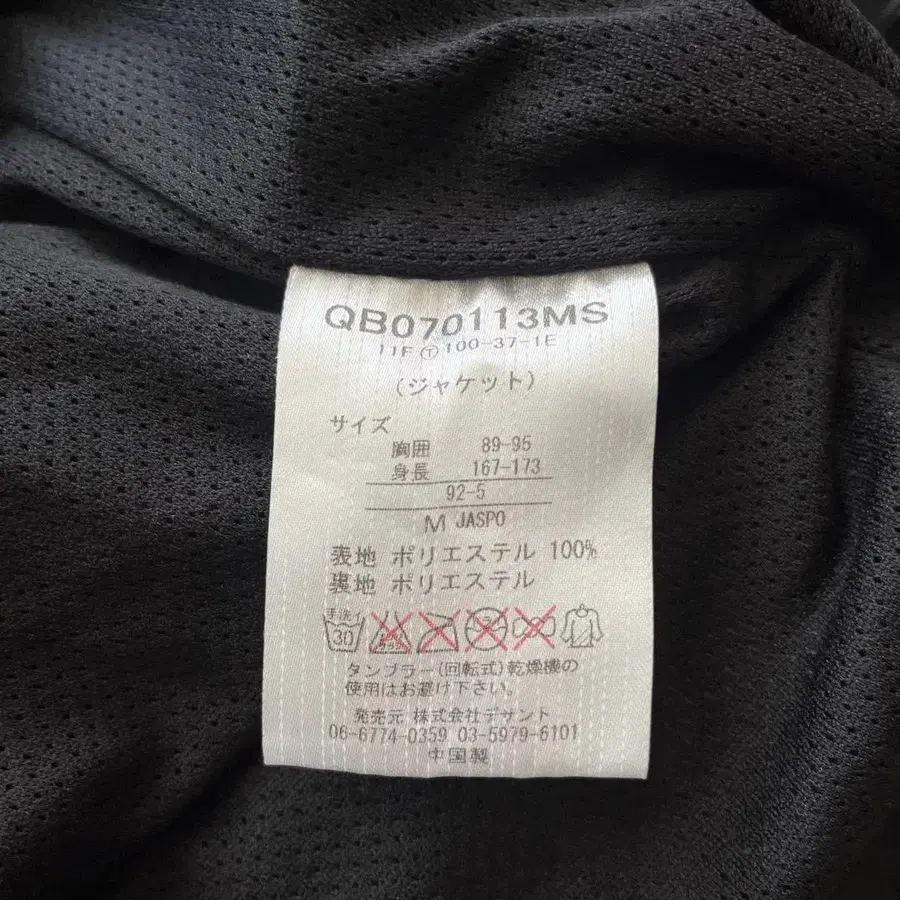 QB070113MS
11F Ⓣ 100-37-1E
(ジャケット)
サイズ
胸囲 89-95
身長 167-173
92-5
M JASPO
表地 ポリエステル 100%
裏地 ポリエステル
手洗イ
30
タンブラー(回転式)乾燥機の
使用はお避け下さい。
発売元 株式会社デサント
06-6774-0359 03-5979-6101
中国製